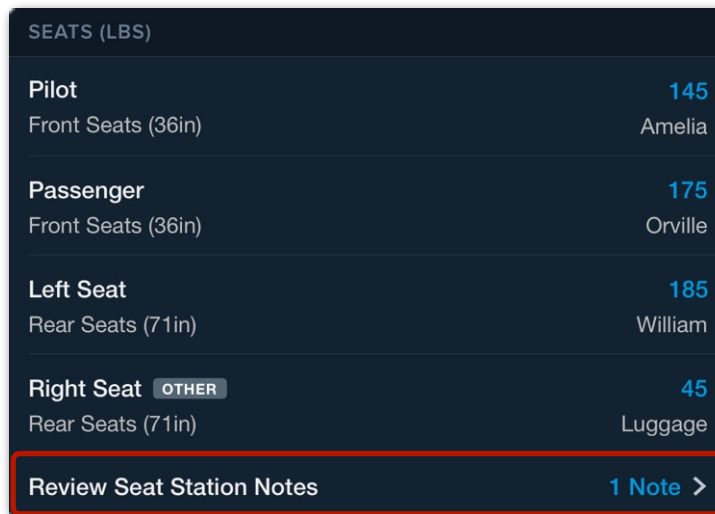 SEATS (LBS)
Pilot 145
Front Seats (36in) Amelia
Passenger 175
Front Seats (36in) Orville
Left Seat 185
Rear Seats (71in) William
Right Seat OTHER 45
Rear Seats (71in) Luggage
Review Seat Station Notes 1 Note >